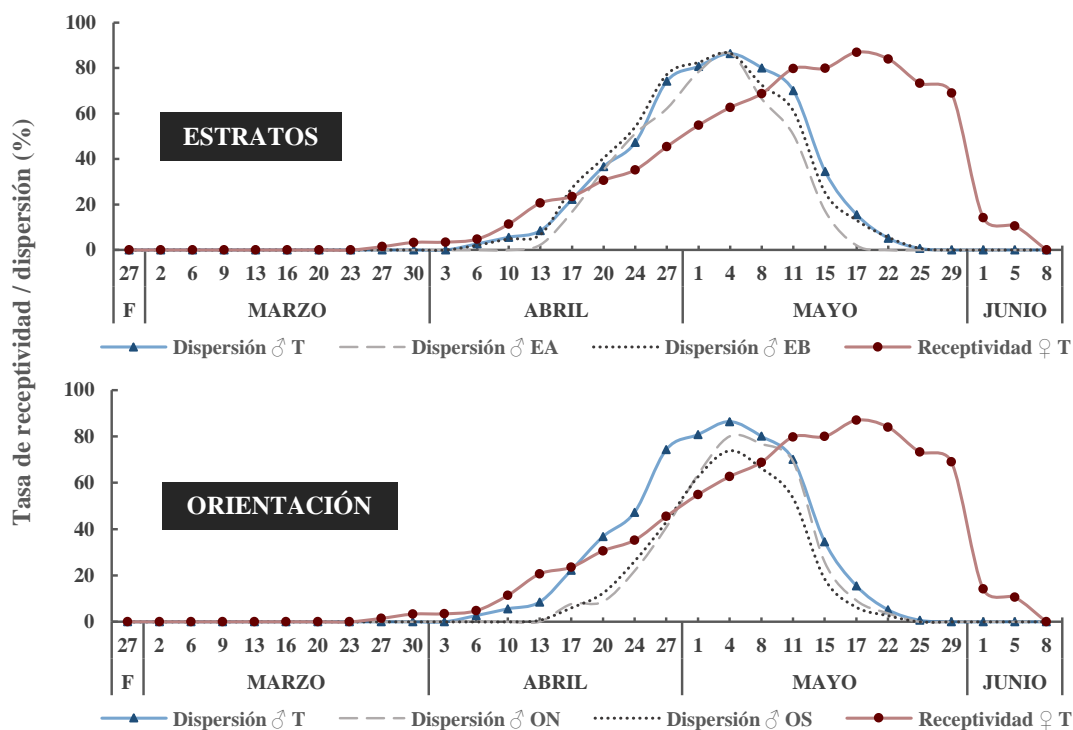 Tasa de receptividad / dispersión (%)
100
80
60
40
20
0
ESTRATOS
27 2 6 9 13 16 20 23 27 30 3 6 10 13 17 20 24 27 1 4 8 11 15 17 22 25 29 1 5 8
F MARZO ABRIL MAYO JUNIO
Dispersión ♂ T Dispersión ♂ EA Dispersión ♂ EB Receptividad ♀ T
100
80
60
40
20
0
ORIENTACIÓN
27 2 6 9 13 16 20 23 27 30 3 6 10 13 17 20 24 27 1 4 8 11 15 17 22 25 29 1 5 8
F MARZO ABRIL MAYO JUNIO
Dispersión ♂ T Dispersión ♂ ON Dispersión ♂ OS Receptividad ♀ T